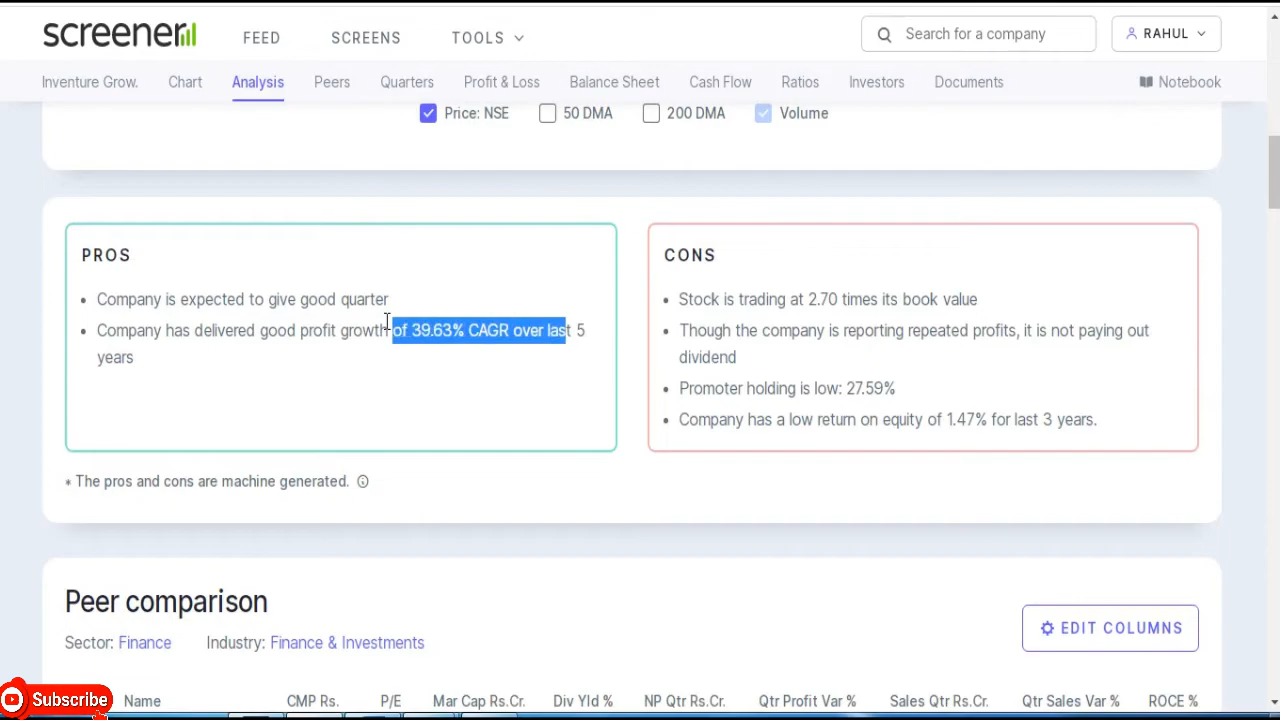 screener FEED SCREENS TOOLS Search for a company RAHUL
Inventure Grow. Chart Analysis Peers Quarters Profit & Loss Balance Sheet Cash Flow Ratios Investors Documents Notebook
Price: NSE 50 DMA 200 DMA Volume
PROS
• Company is expected to give good quarter
• Company has delivered good profit growth of 39.63% CAGR over last 5
years
CONS
• Stock is trading at 2.70 times its book value
• Though the company is reporting repeated profits, it is not paying out
dividend
• Promoter holding is low: 27.59%
• Company has a low return on equity of 1.47% for last 3 years.
* The pros and cons are machine generated.
Peer comparison
Sector: Finance Industry: Finance & Investments
EDIT COLUMNS
Name CMP Rs. P/E Mar Cap Rs.Cr. Div Yld % NP Qtr Rs.Cr. Qtr Profit Var % Sales Qtr Rs.Cr. Qtr Sales Var % ROCE %
Subscribe